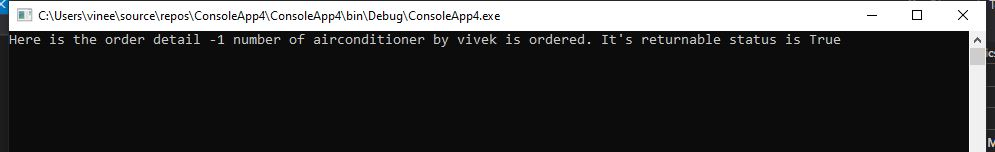 C:\Users\vinee\source\repos\ConsoleApp4\ConsoleApp4\bin\Debug\ConsoleApp4.exe
Here is the order detail -1 number of airconditioner by vivek is ordered. It's returnable status is True